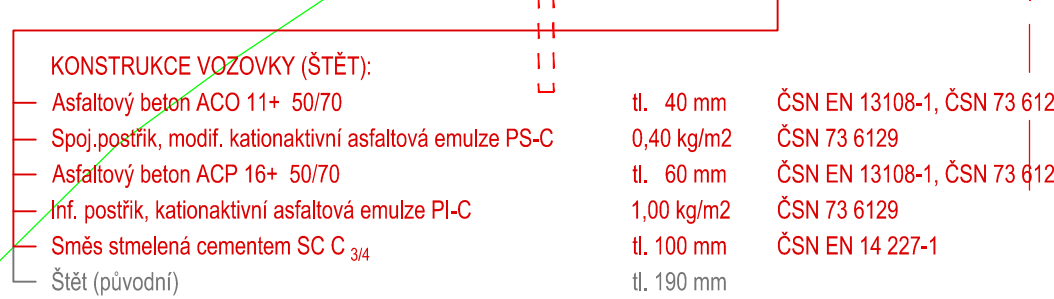 KONSTRUKCE VOZOVKY (ŠTĚT):
Asfaltový beton ACO 11+ 50/70 tl. 40 mm ČSN EN 13108-1, ČSN 73 612
Spoj.postřik, modif. kationaktivní asfaltová emulze PS-C 0,40 kg/m2 ČSN 73 6129
Asfaltový beton ACP 16+ 50/70 tl. 60 mm ČSN EN 13108-1, ČSN 73 612
Inf. postřik, kationaktivní asfaltová emulze PI-C 1,00 kg/m2 ČSN 73 6129
Směs stmelená cementem SC C 3/4 tl. 100 mm ČSN EN 14 227-1
Štět (původní) tl. 190 mm